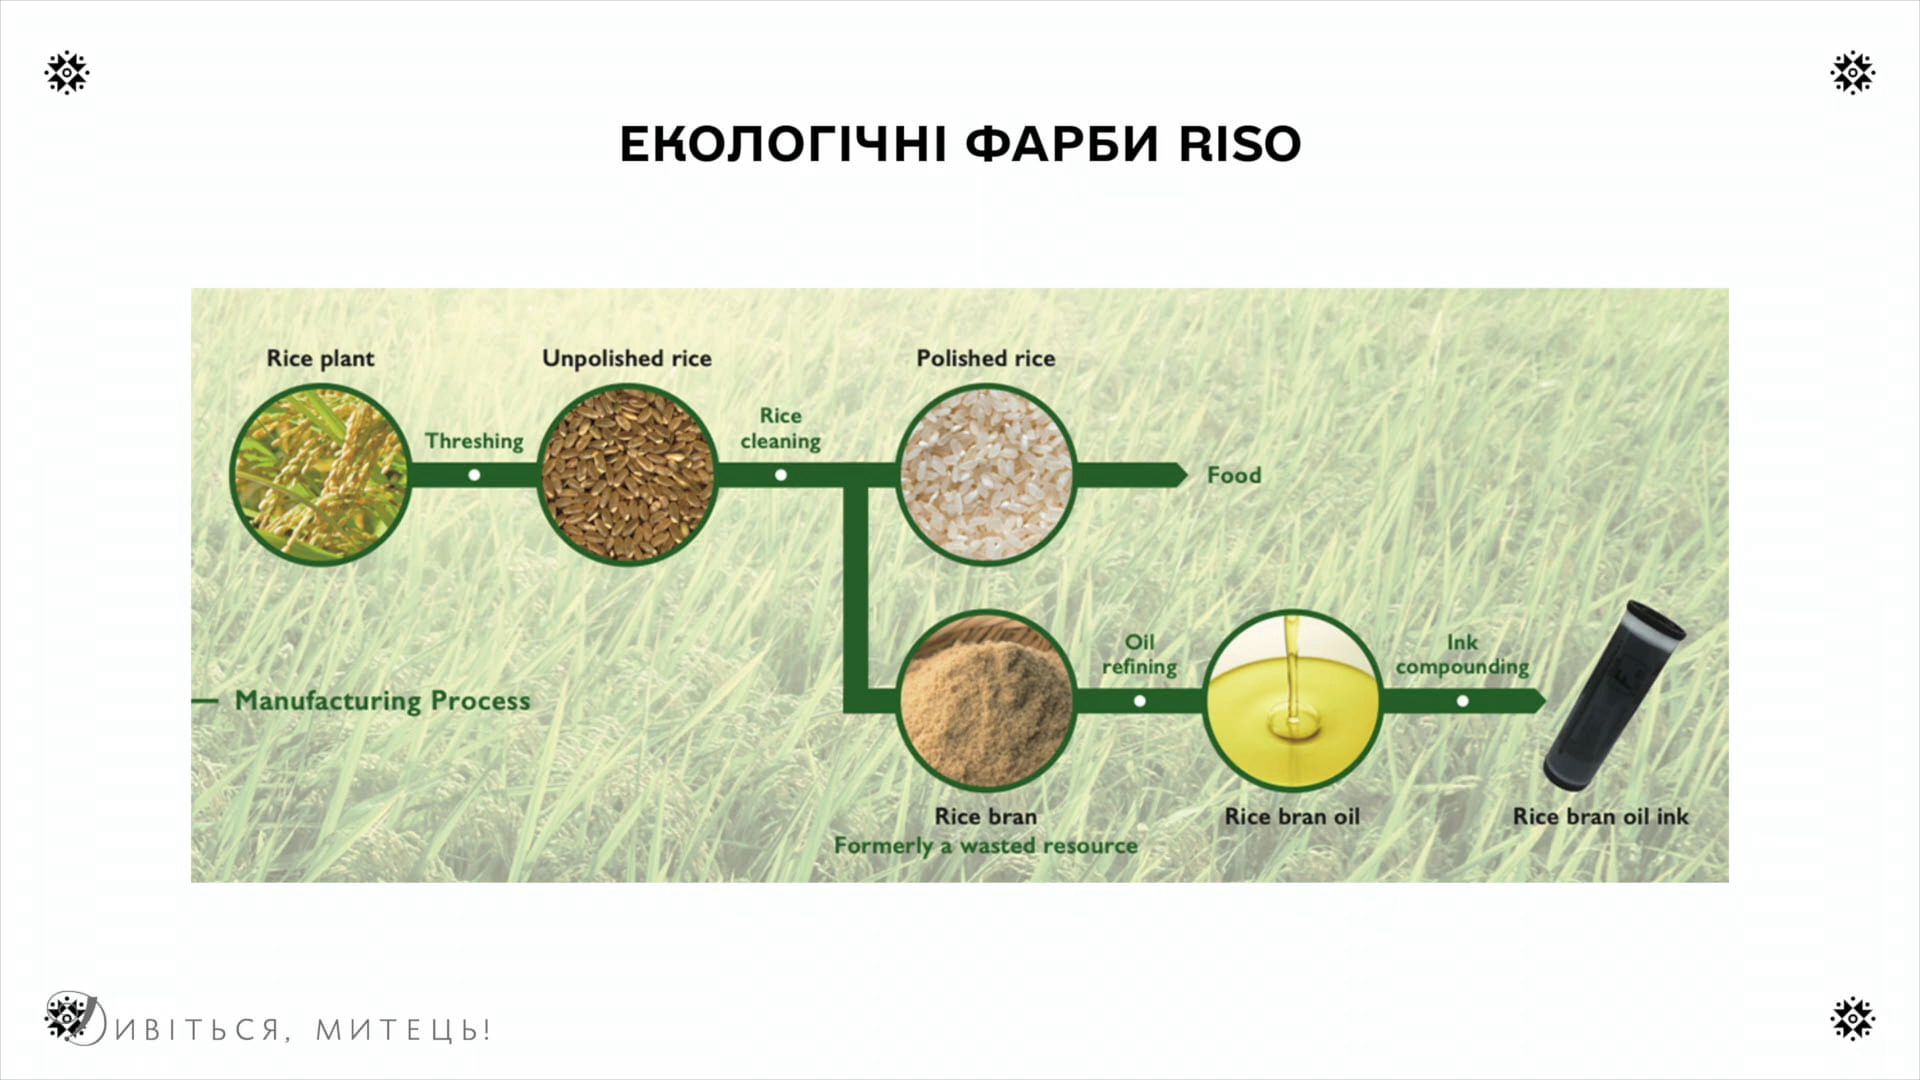 ЕКОЛОГІЧНІ ФАРБИ RISO
Rice plant
Unpolished rice
Polished rice
Threshing
Rice
cleaning
Food
Manufacturing Process
Oil
refining
Ink
compounding
Rice bran
Formerly a wasted resource
Rice bran oil
Rice bran oil ink
Дивіться, митець!